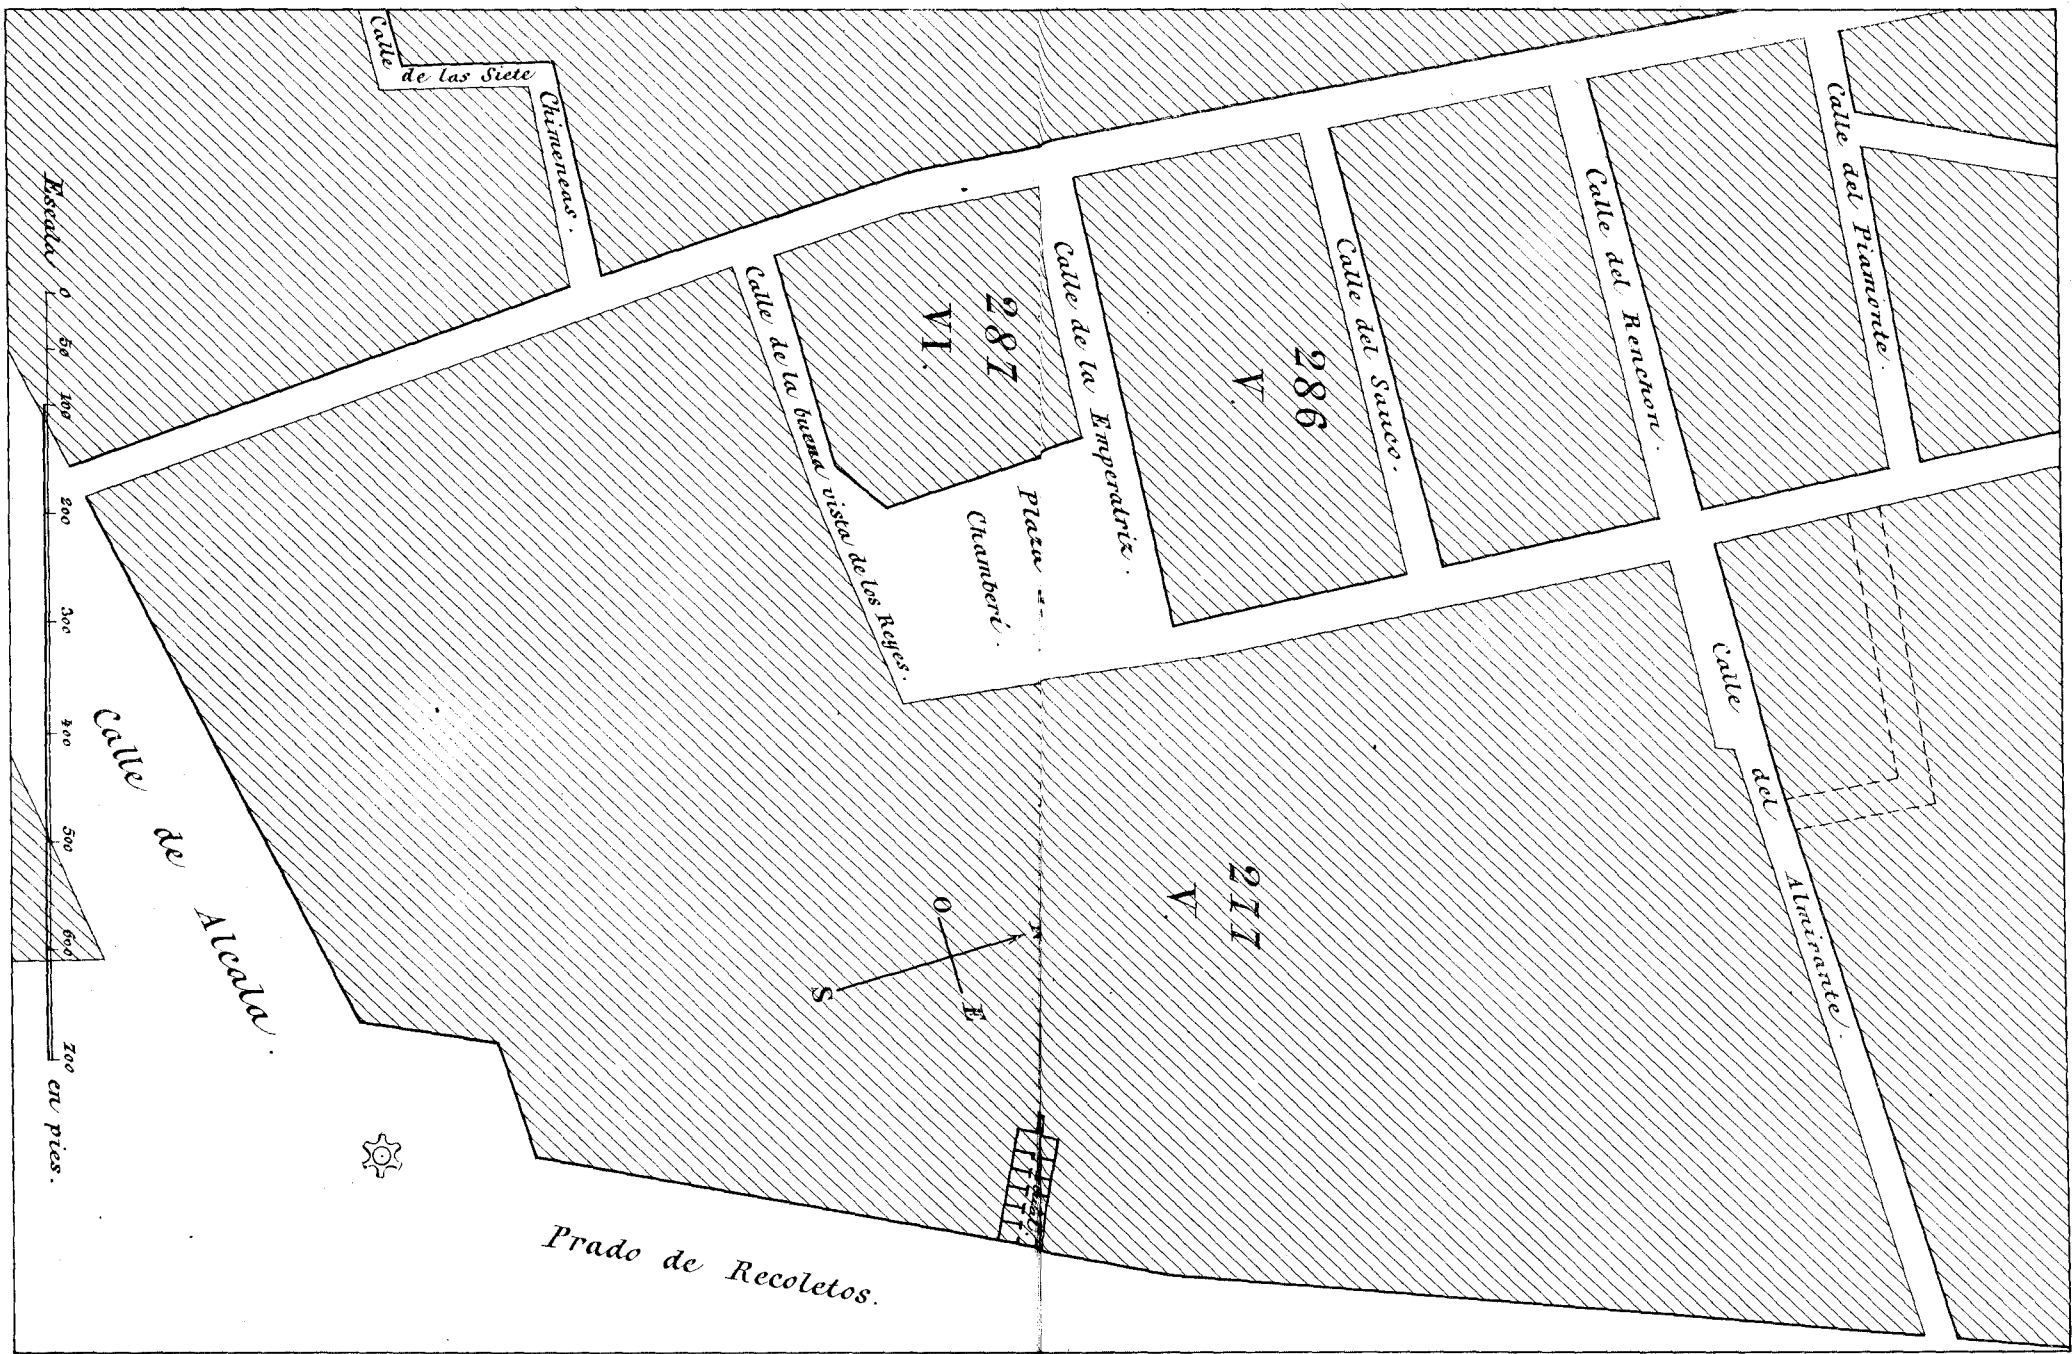 Calle de las Siete Chimeneas.
Calle del Piamonte.
Calle del Renchon.
Calle del Sauco.
Calle de la Emperatriz.
Calle de la buena vista de los Reyes.
287
VI.
286
V.
Plaza
Chamberí.
Calle del Almirante.
277
V.
N
O
E
S
Calle de Alcala.
Prado de Recoletos.
Escala 0 50 100 200 300 400 500 600 700 en pies.